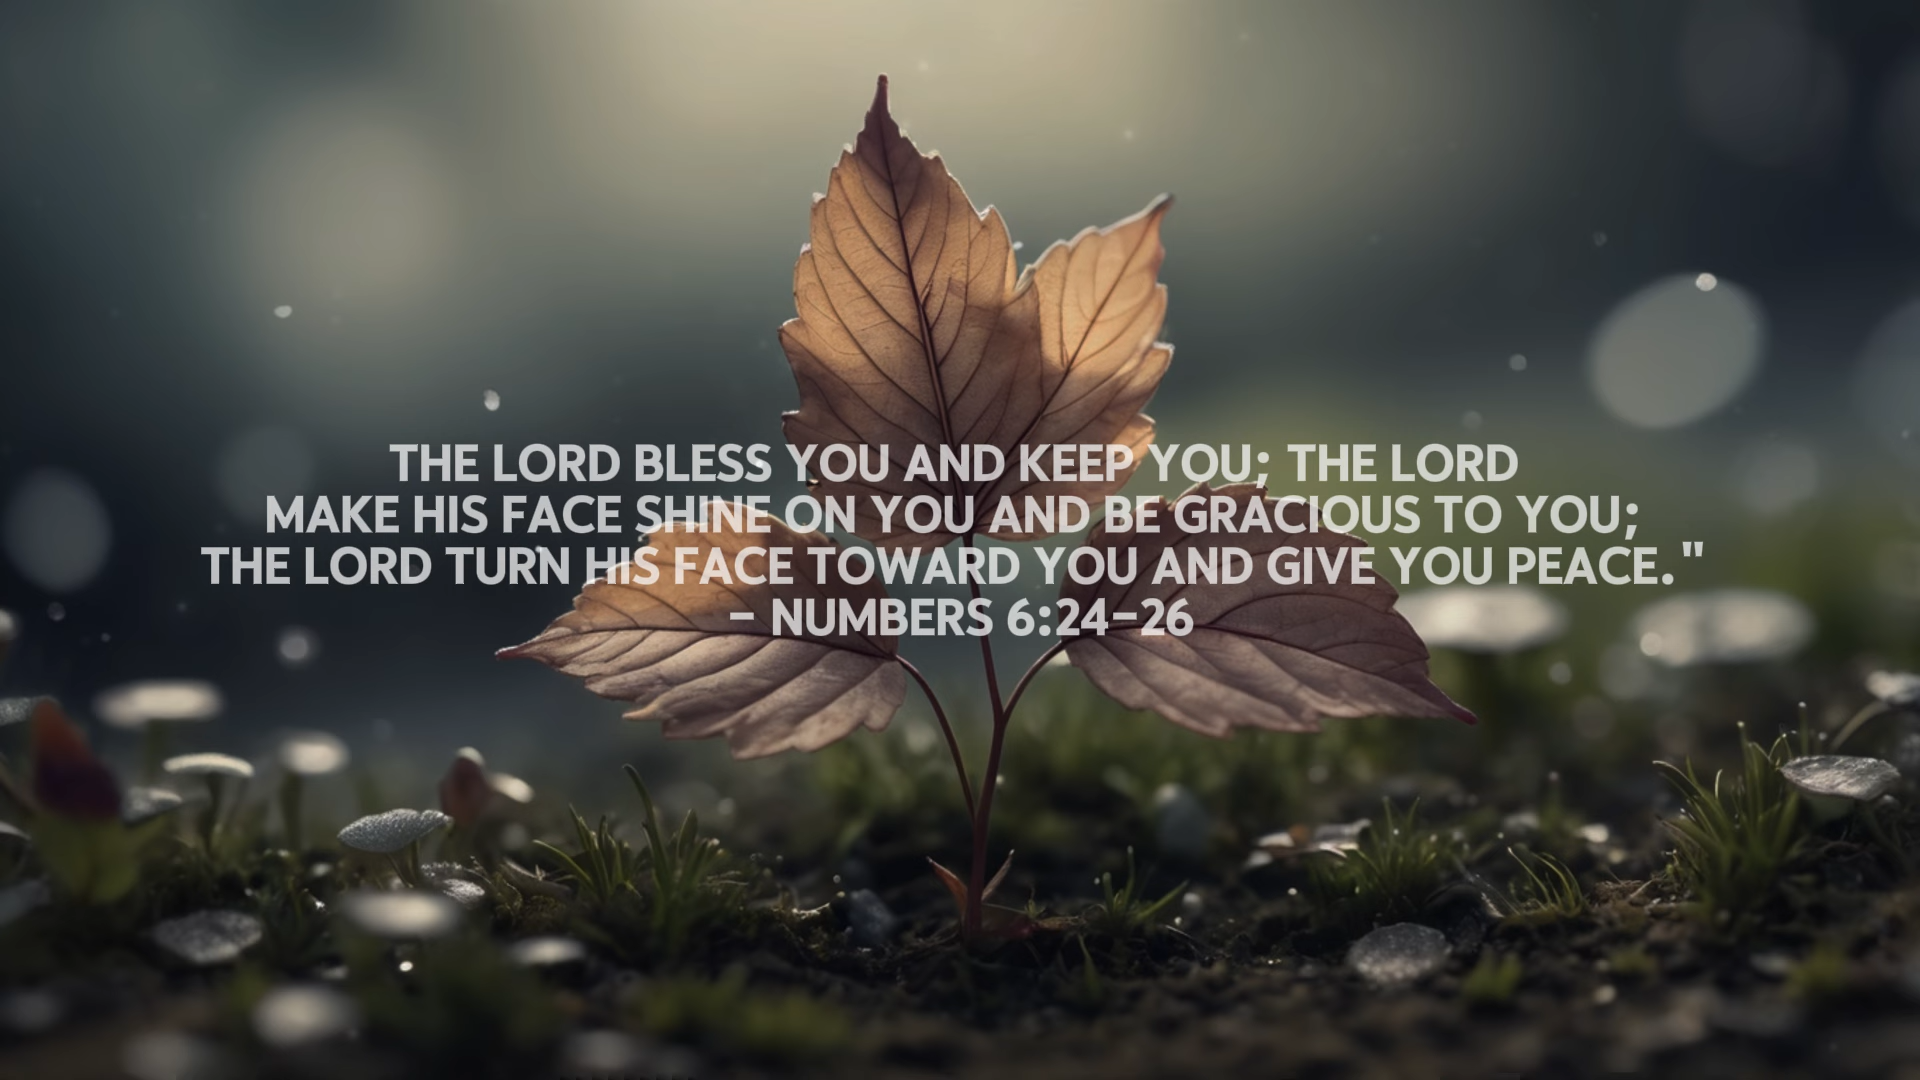 THE LORD BLESS YOU AND KEEP YOU; THE LORD
MAKE HIS FACE SHINE ON YOU AND BE GRACIOUS TO YOU;
THE LORD TURN HIS FACE TOWARD YOU AND GIVE YOU PEACE."
- NUMBERS 6:24-26